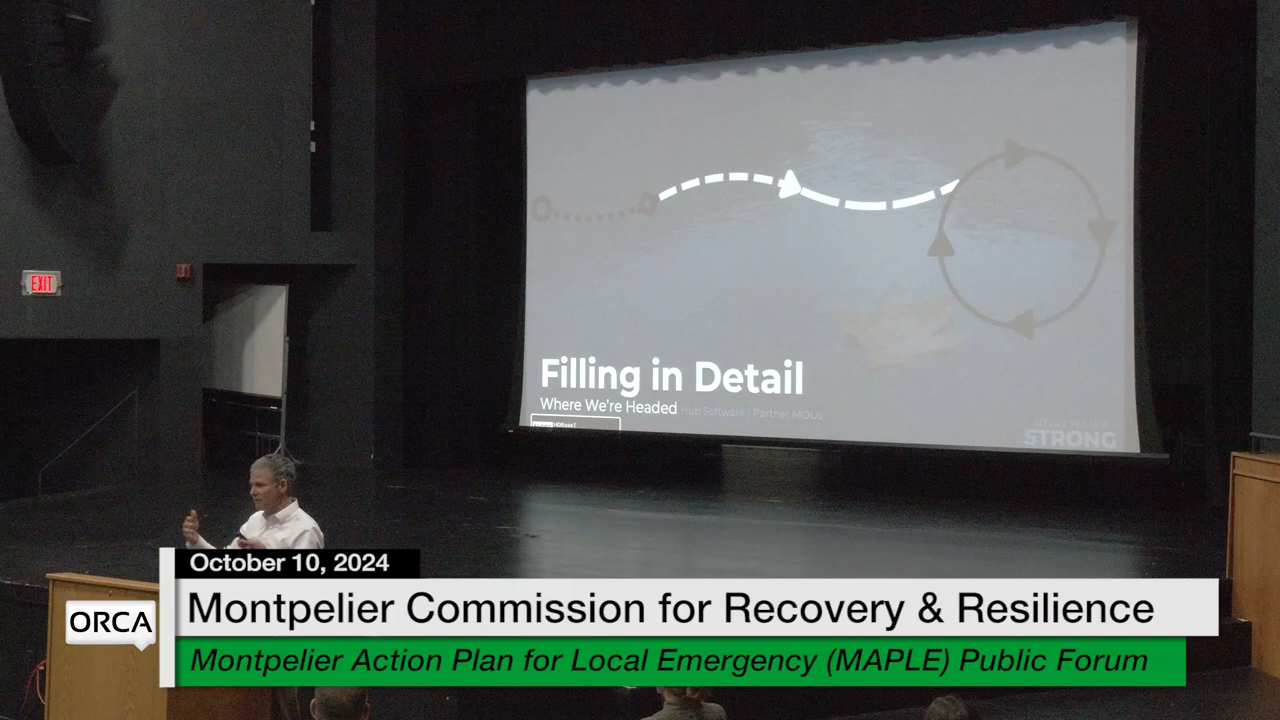 EXIT
Filling in Detail
Where We're Headed Hub Software | Partner MOUs
MONTPELIER
STRONG
October 10, 2024
ORCA
Montpelier Commission for Recovery & Resilience
Montpelier Action Plan for Local Emergency (MAPLE) Public Forum